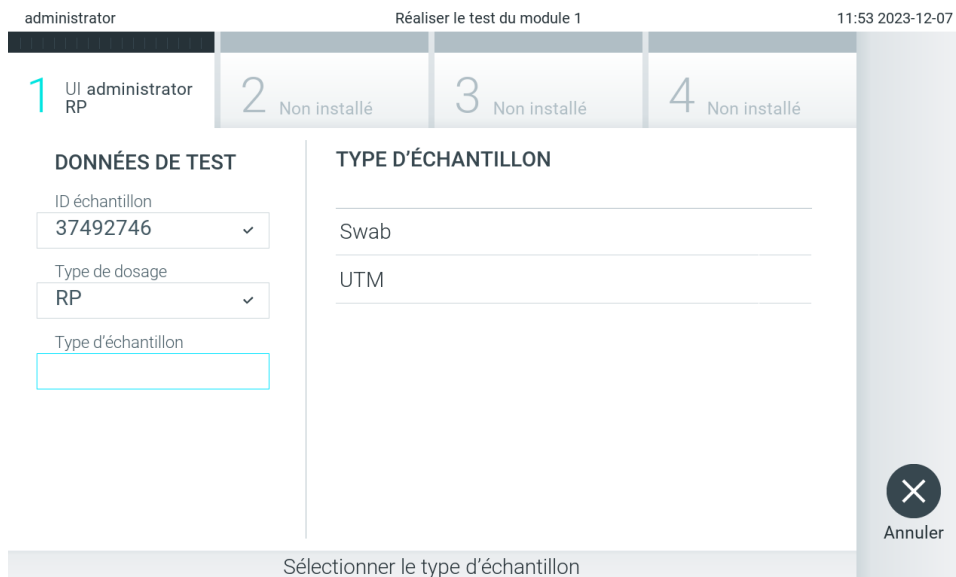 administrator
Réaliser le test du module 1
11:53 2023-12-07
1 UI administrator
RP
2 Non installé
3 Non installé
4 Non installé
DONNÉES DE TEST
ID échantillon
37492746
Type de dosage
RP
Type d’échantillon
TYPE D’ÉCHANTILLON
Swab
UTM
Annuler
Sélectionner le type d’échantillon